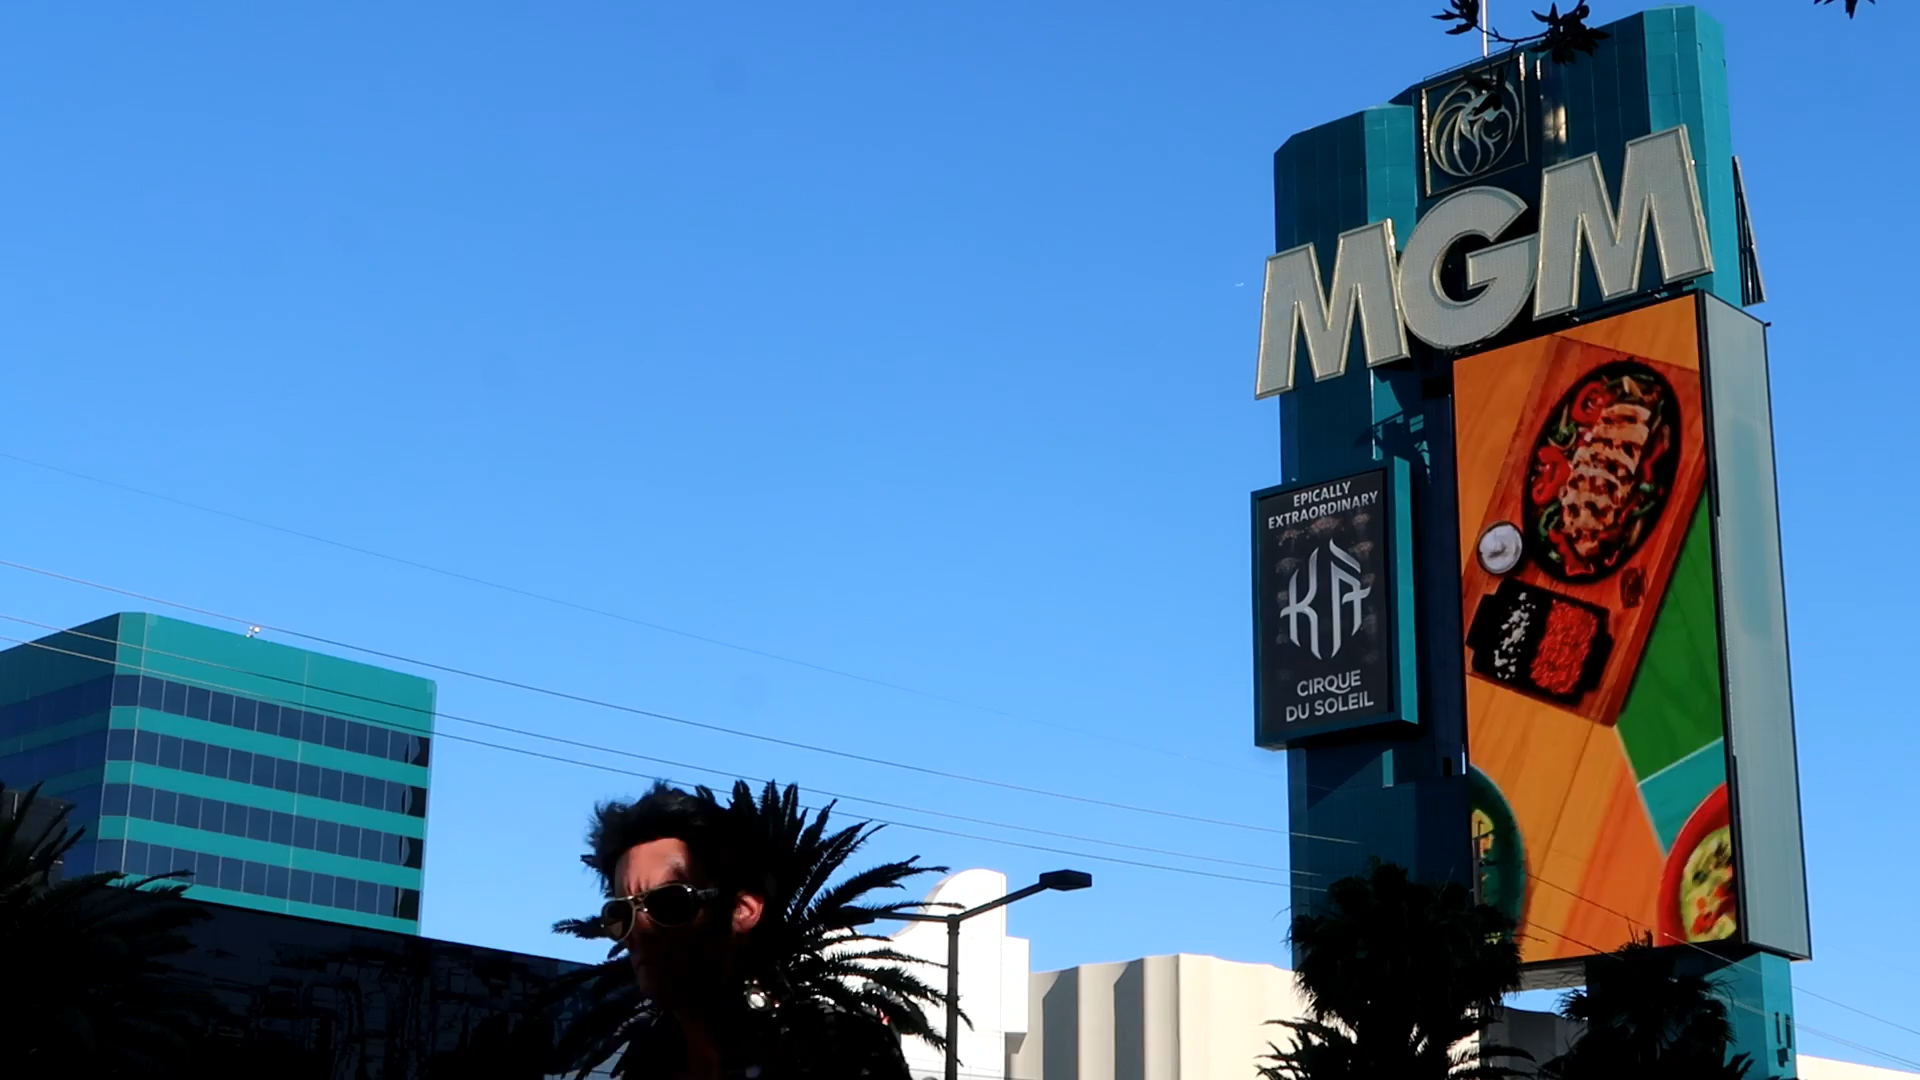 MGM
EPICALLY
EXTRAORDINARY
KÀ
CIRQUE
DU SOLEIL